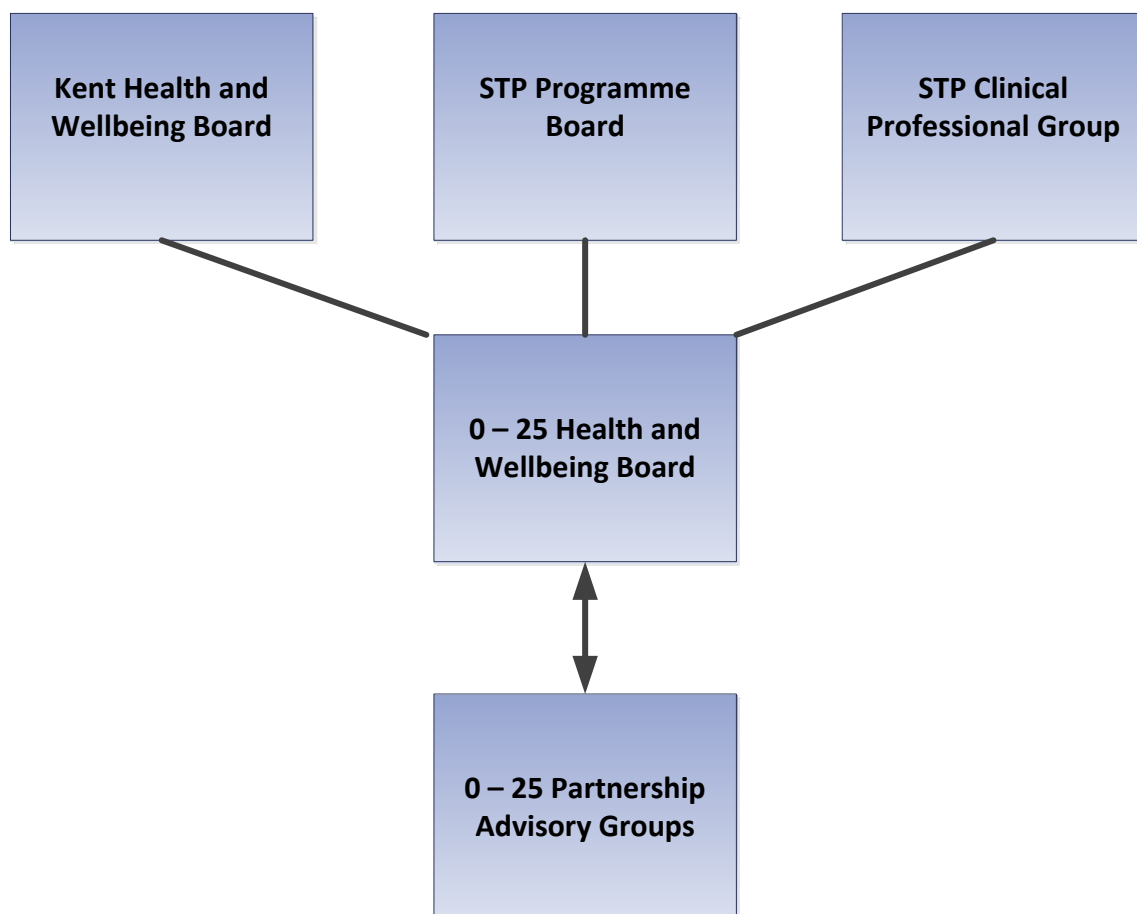 Kent Health and
Wellbeing Board
STP Programme
Board
STP Clinical
Professional Group
0 – 25 Health and
Wellbeing Board
0 – 25 Partnership
Advisory Groups